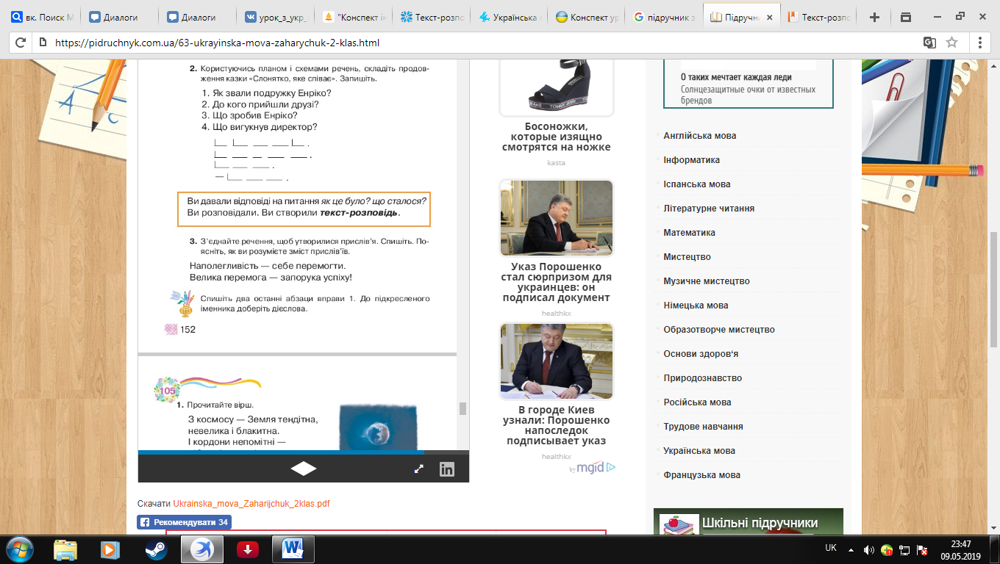 вк. Поиск М
Диалоги
Диалоги
урок_з_укр_
"Конспект ін
Текст-розпо
Українська
Конспект ур
підручник з
Підручни
Текст-розпо
https://pidruchnyk.com.ua/63-ukrayinska-mova-zaharychuk-2-klas.html
2. Користуючись планом і схемами речень, складіть продов-
ження казки «Слонятко, яке співає». Запишіть.
1. Як звали подружку Енріко?
2. До кого прийшли друзі?
3. Що зробив Енріко?
4. Що вигукнув директор?
Ви давали відповіді на питання як це було? що сталося?
Ви розповідали. Ви створили текст-розповідь.
3. З'єднайте речення, щоб утворилися прислів'я. Спишіть. По-
ясніть, як ви розумієте зміст прислів'їв.
Наполегливість — себе перемогти.
Велика перемога — запорука успіху!
Спишіть два останні абзаци вправи 1. До підкресленого
іменника доберіть дієслова.
152
105
1. Прочитайте вірш.
З космосу — Земля тендітна,
невелика і блакитна.
І кордони непомітні —
Скачати Ukrainska_mova_Zaharijchuk_2klas.pdf
Рекомендувати 34
TOMMY
Босоножки,
которые изящно
смотрятся на ножке
kasta
Указ Порошенко
стал сюрпризом для
украинцев: он
подписал документ
healthkx
В городе Киев
узнали: Порошенко
напоследок
подписывает указ
healthkx
by mgid
О таких мечтает каждая леди
Солнцезащитные очки от известных
брендов
Англійська мова
Інформатика
Іспанська мова
Літературне читання
Математика
Мистецтво
Музичне мистецтво
Німецька мова
Образотворче мистецтво
Основи здоров'я
Природознавство
Російська мова
Трудове навчання
Українська мова
Французька мова
Шкільні підручники
UK
23:47
09.05.2019